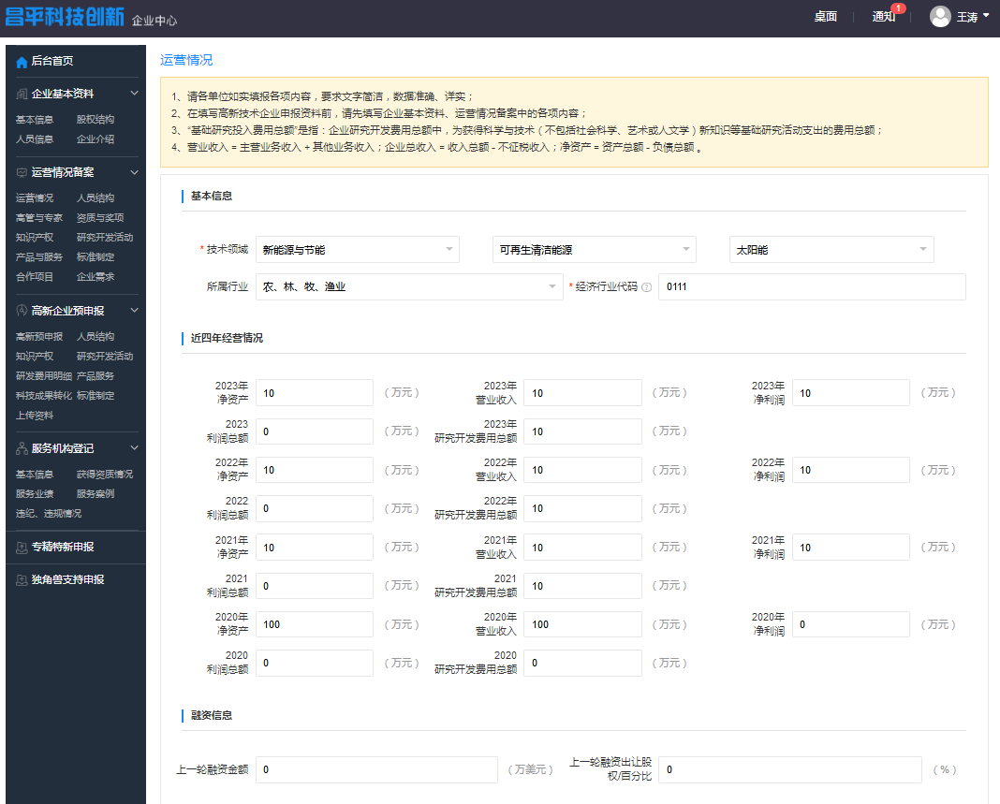 昌平科技创新 企业中心
桌面 通知 1 王涛
后台首页
企业基本资料
基本信息 股权结构
人员信息 企业介绍
运营情况备案
运营情况 人员结构
高管与专家 资质与奖项
知识产权 研究开发活动
产品与服务 标准制定
合作项目 企业需求
高新企业预申报
高新预申报 人员结构
知识产权 研究开发活动
研发费用明细 产品服务
科技成果转化 标准制定
上传资料
服务机构登记
基本信息 获得资质情况
服务业绩 服务案例
违纪、违规情况
专精特新申报
独角兽支持申报
运营情况
1、请各单位如实填报各项内容，要求文字简洁，数据准确、详实；
2、在填写高新技术企业申报资料前，请先填写企业基本资料、运营情况备案中的各项内容；
3、“基础研究投入费用总额”是指：企业研究开发费用总额中，为获得科学与技术（不包括社会科学、艺术或人文学）新知识等基础研究活动支出的费用总额；
4、营业收入 = 主营业务收入 + 其他业务收入；企业总收入 = 收入总额 - 不征税收入；净资产 = 资产总额 - 负债总额 。
基本信息
* 技术领域 新能源与节能 可再生清洁能源 太阳能
所属行业 农、林、牧、渔业 * 经济行业代码 ? 0111
近四年经营情况
2023年 2023年 2023年
净资产 10 （万元） 营业收入 10 （万元） 净利润 10 （万元）
2023 2023年
利润总额 0 （万元） 研究开发费用总额 10 （万元）
2022年 2022年 2022年
净资产 10 （万元） 营业收入 10 （万元） 净利润 10 （万元）
2022 2022年
利润总额 0 （万元） 研究开发费用总额 10 （万元）
2021年 2021年 2021年
净资产 10 （万元） 营业收入 10 （万元） 净利润 10 （万元）
2021 2021
利润总额 0 （万元） 研究开发费用总额 10 （万元）
2020年 2020年 2020年
净资产 100 （万元） 营业收入 100 （万元） 净利润 0 （万元）
2020 2020
利润总额 0 （万元） 研究开发费用总额 0 （万元）
融资信息
上一轮融资金额 0 （万美元） 上一轮融资出让股
权/百分比 0 （%）